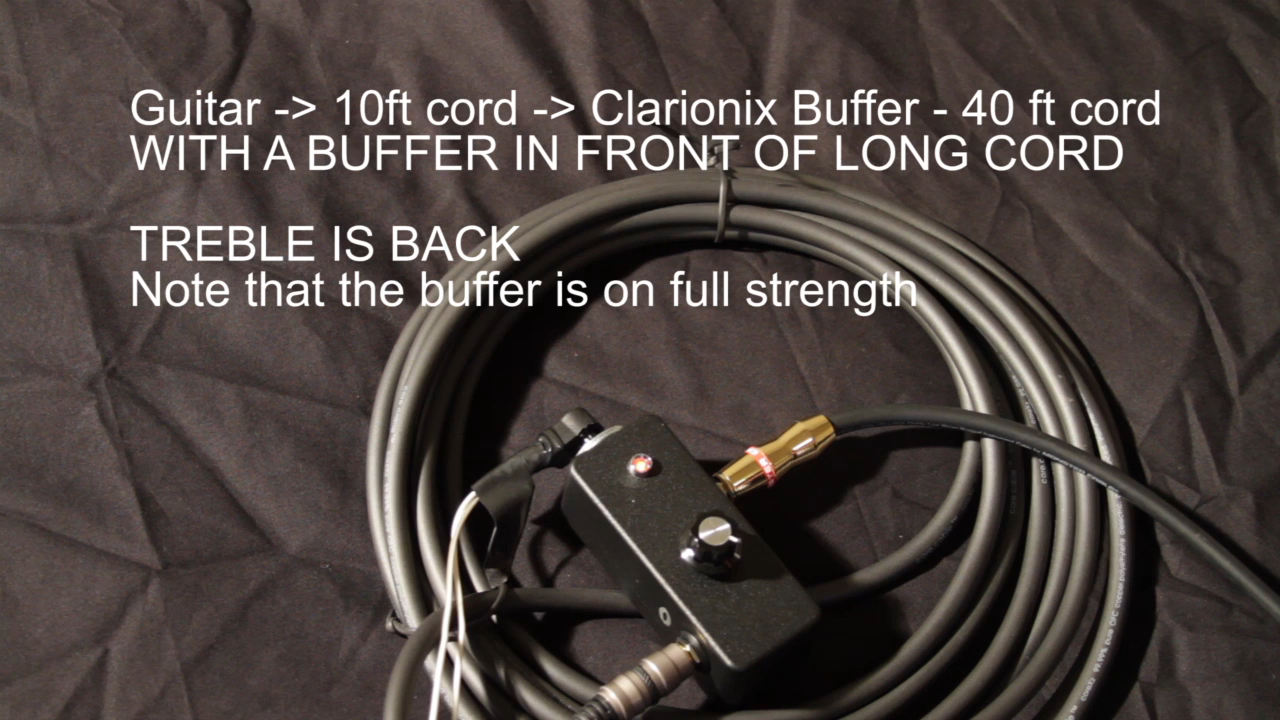 Guitar -> 10ft cord -> Clarionix Buffer - 40 ft cord
WITH A BUFFER IN FRONT OF LONG CORD
TREBLE IS BACK
Note that the buffer is on full strength